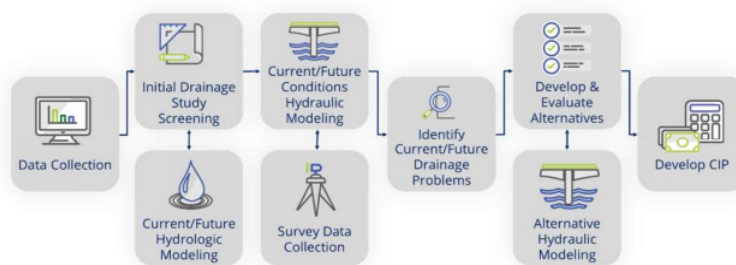 Data Collection
Initial Drainage
Study
Screening
Current/Future
Hydrologic
Modeling
Current/Future
Conditions
Hydraulic
Modeling
Survey Data
Collection
Identify
Current/Future
Drainage
Problems
Develop &
Evaluate
Alternatives
Alternative
Hydraulic
Modeling
Develop CIP